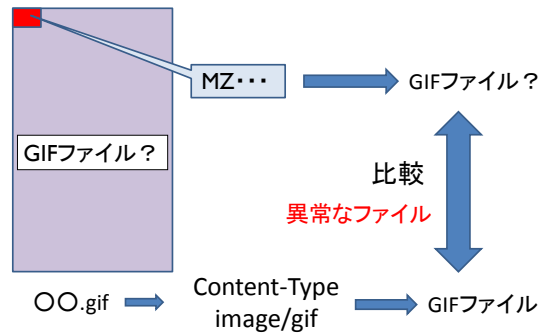 MZ・・・
GIFファイル？
GIFファイル？
比較
異常なファイル
○○.gif
Content-Type
image/gif
GIFファイル